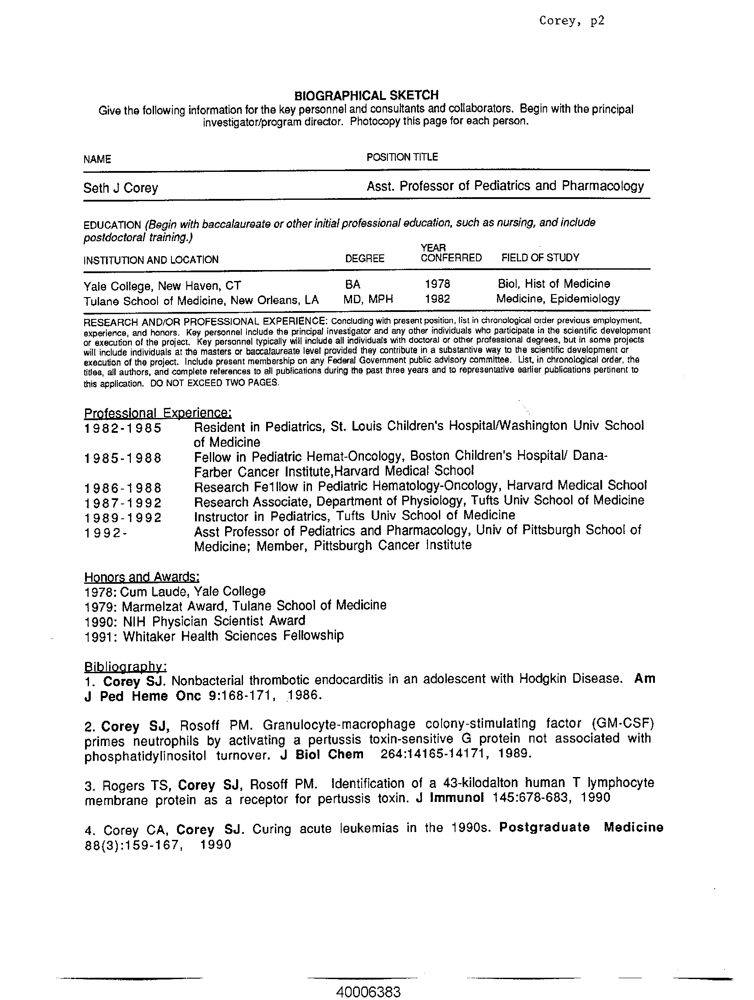 Corey, p2
BIOGRAPHICAL SKETCH
Give the following information for the key personnel and consultants and collaborators. Begin with the principal
investigator/program director. Photocopy this page for each person.
NAME POSITION TITLE
Seth J Corey Asst. Professor of Pediatrics and Pharmacology
EDUCATION (Begin with baccalaureate or other initial professional education, such as nursing, and include
postdoctoral training.)
INSTITUTION AND LOCATION DEGREE YEAR CONFERRED FIELD OF STUDY
Yale College, New Haven, CT BA 1978 Biol, Hist of Medicine
Tulane School of Medicine, New Orleans, LA MD, MPH 1982 Medicine, Epidemiology
RESEARCH AND/OR PROFESSIONAL EXPERIENCE: Concluding with present position, list in chronological order previous employment,
experience, and honors. Key personnel include the principal investigator and any other individuals who participate in the scientific development
or execution of the project. Key personnel typically will include all individuals with doctoral or other professional degrees, but in some projects
will include individuals at the masters or baccalaureate level provided they contribute in a substantive way to the scientific development or
execution of the project. Include present membership on any Federal Government public advisory committee. List, in chronological order, the
titles, all authors, and complete references to all publications during the past three years and to representative earlier publications pertinent to
this application. DO NOT EXCEED TWO PAGES.
Professional Experience:
1982-1985 Resident in Pediatrics, St. Louis Children's Hospital/Washington Univ School
of Medicine
1985-1988 Fellow in Pediatric Hemat-Oncology, Boston Children's Hospital/ Dana-
Farber Cancer Institute,Harvard Medical School
1986-1988 Research Fellow in Pediatric Hematology-Oncology, Harvard Medical School
1987-1992 Research Associate, Department of Physiology, Tufts Univ School of Medicine
1989-1992 Instructor in Pediatrics, Tufts Univ School of Medicine
1992- Asst Professor of Pediatrics and Pharmacology, Univ of Pittsburgh School of
Medicine; Member, Pittsburgh Cancer Institute
Honors and Awards:
1978: Cum Laude, Yale College
1979: Marmelzat Award, Tulane School of Medicine
1990: NIH Physician Scientist Award
1991: Whitaker Health Sciences Fellowship
Bibliography:
1. Corey SJ. Nonbacterial thrombotic endocarditis in an adolescent with Hodgkin Disease. Am
J Ped Heme Onc 9:168-171, 1986.
2. Corey SJ, Rosoff PM. Granulocyte-macrophage colony-stimulating factor (GM-CSF)
primes neutrophils by activating a pertussis toxin-sensitive G protein not associated with
phosphatidylinositol turnover. J Biol Chem 264:14165-14171, 1989.
3. Rogers TS, Corey SJ, Rosoff PM. Identification of a 43-kilodalton human T lymphocyte
membrane protein as a receptor for pertussis toxin. J Immunol 145:678-683, 1990
4. Corey CA, Corey SJ. Curing acute leukemias in the 1990s. Postgraduate Medicine
88(3):159-167, 1990
40006383